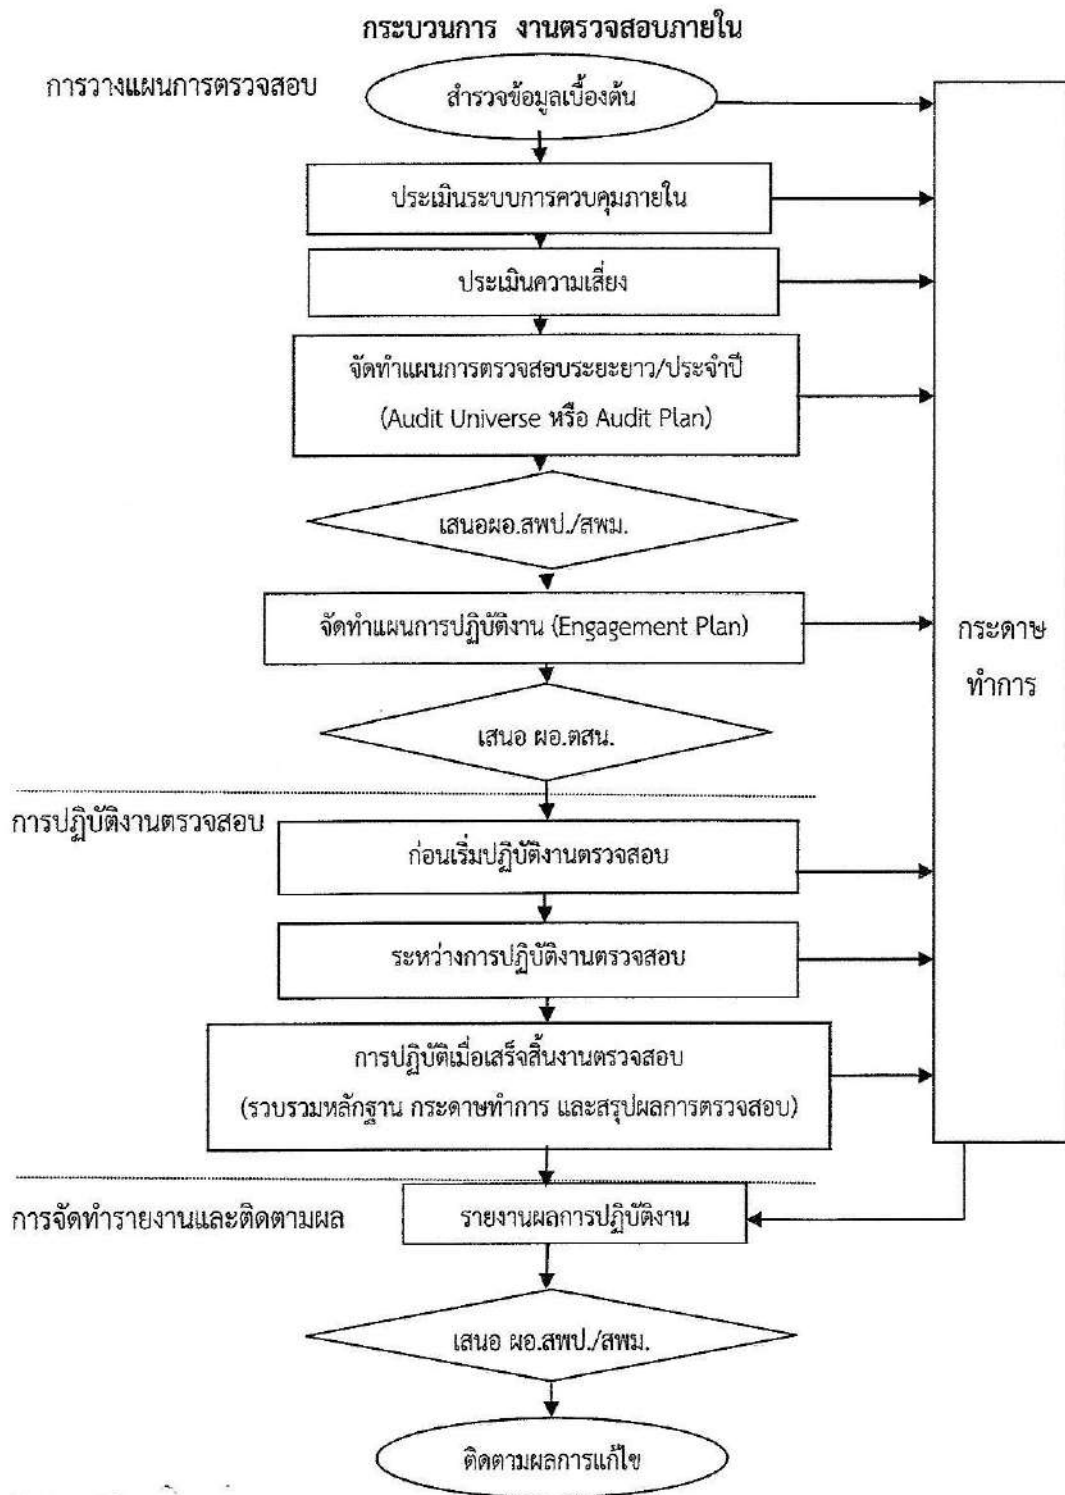 กระบวนการ งานตรวจสอบภายใน
การวางแผนการตรวจสอบ
สำรวจข้อมูลเบื้องต้น
ประเมินระบบการควบคุมภายใน
ประเมินความเสี่ยง
จัดทำแผนการตรวจสอบระยะยาว/ประจำปี
(Audit Universe หรือ Audit Plan)
เสนอผอ.สพป./สพม.
จัดทำแผนการปฏิบัติงาน (Engagement Plan)
กระดาษ
ทำการ
เสนอ ผอ.ตสน.
การปฏิบัติงานตรวจสอบ
ก่อนเริ่มปฏิบัติงานตรวจสอบ
ระหว่างการปฏิบัติงานตรวจสอบ
การปฏิบัติเมื่อเสร็จสิ้นงานตรวจสอบ
(รวบรวมหลักฐาน กระดาษทำการ และสรุปผลการตรวจสอบ)
การจัดทำรายงานและติดตามผล
รายงานผลการปฏิบัติงาน
เสนอ ผอ.สพป./สพม.
ติดตามผลการแก้ไข